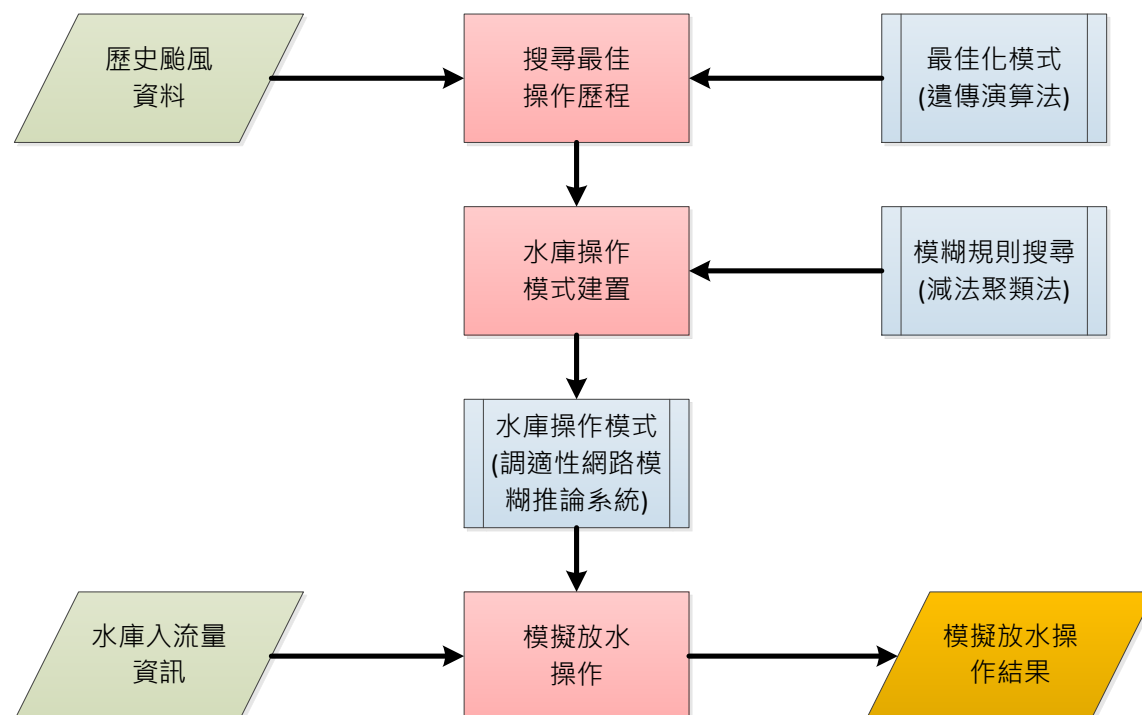 歷史颱風
資料
搜尋最佳
操作歷程
最佳化模式
(遺傳演算法)
水庫操作
模式建置
模糊規則搜尋
(減法聚類法)
水庫操作模式
(調適性網路模
糊推論系統)
水庫入流量
資訊
模擬放水
操作
模擬放水操
作結果